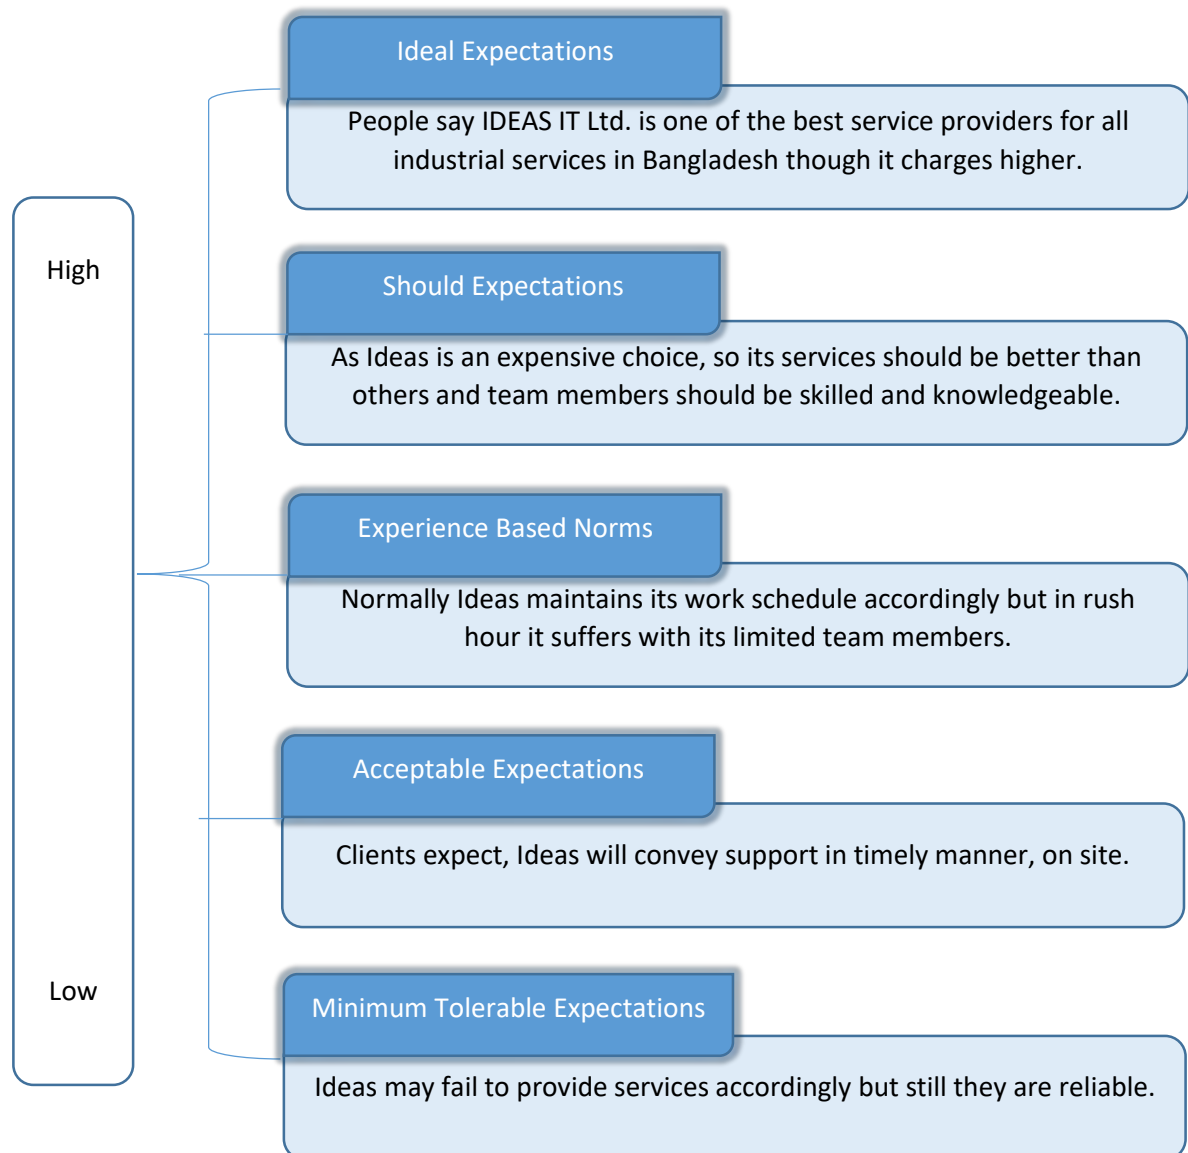 Ideal Expectations
People say IDEAS IT Ltd. is one of the best service providers for all
industrial services in Bangladesh though it charges higher.
High
Should Expectations
As Ideas is an expensive choice, so its services should be better than
others and team members should be skilled and knowledgeable.
Experience Based Norms
Normally Ideas maintains its work schedule accordingly but in rush
hour it suffers with its limited team members.
Acceptable Expectations
Clients expect, Ideas will convey support in timely manner, on site.
Low
Minimum Tolerable Expectations
Ideas may fail to provide services accordingly but still they are reliable.